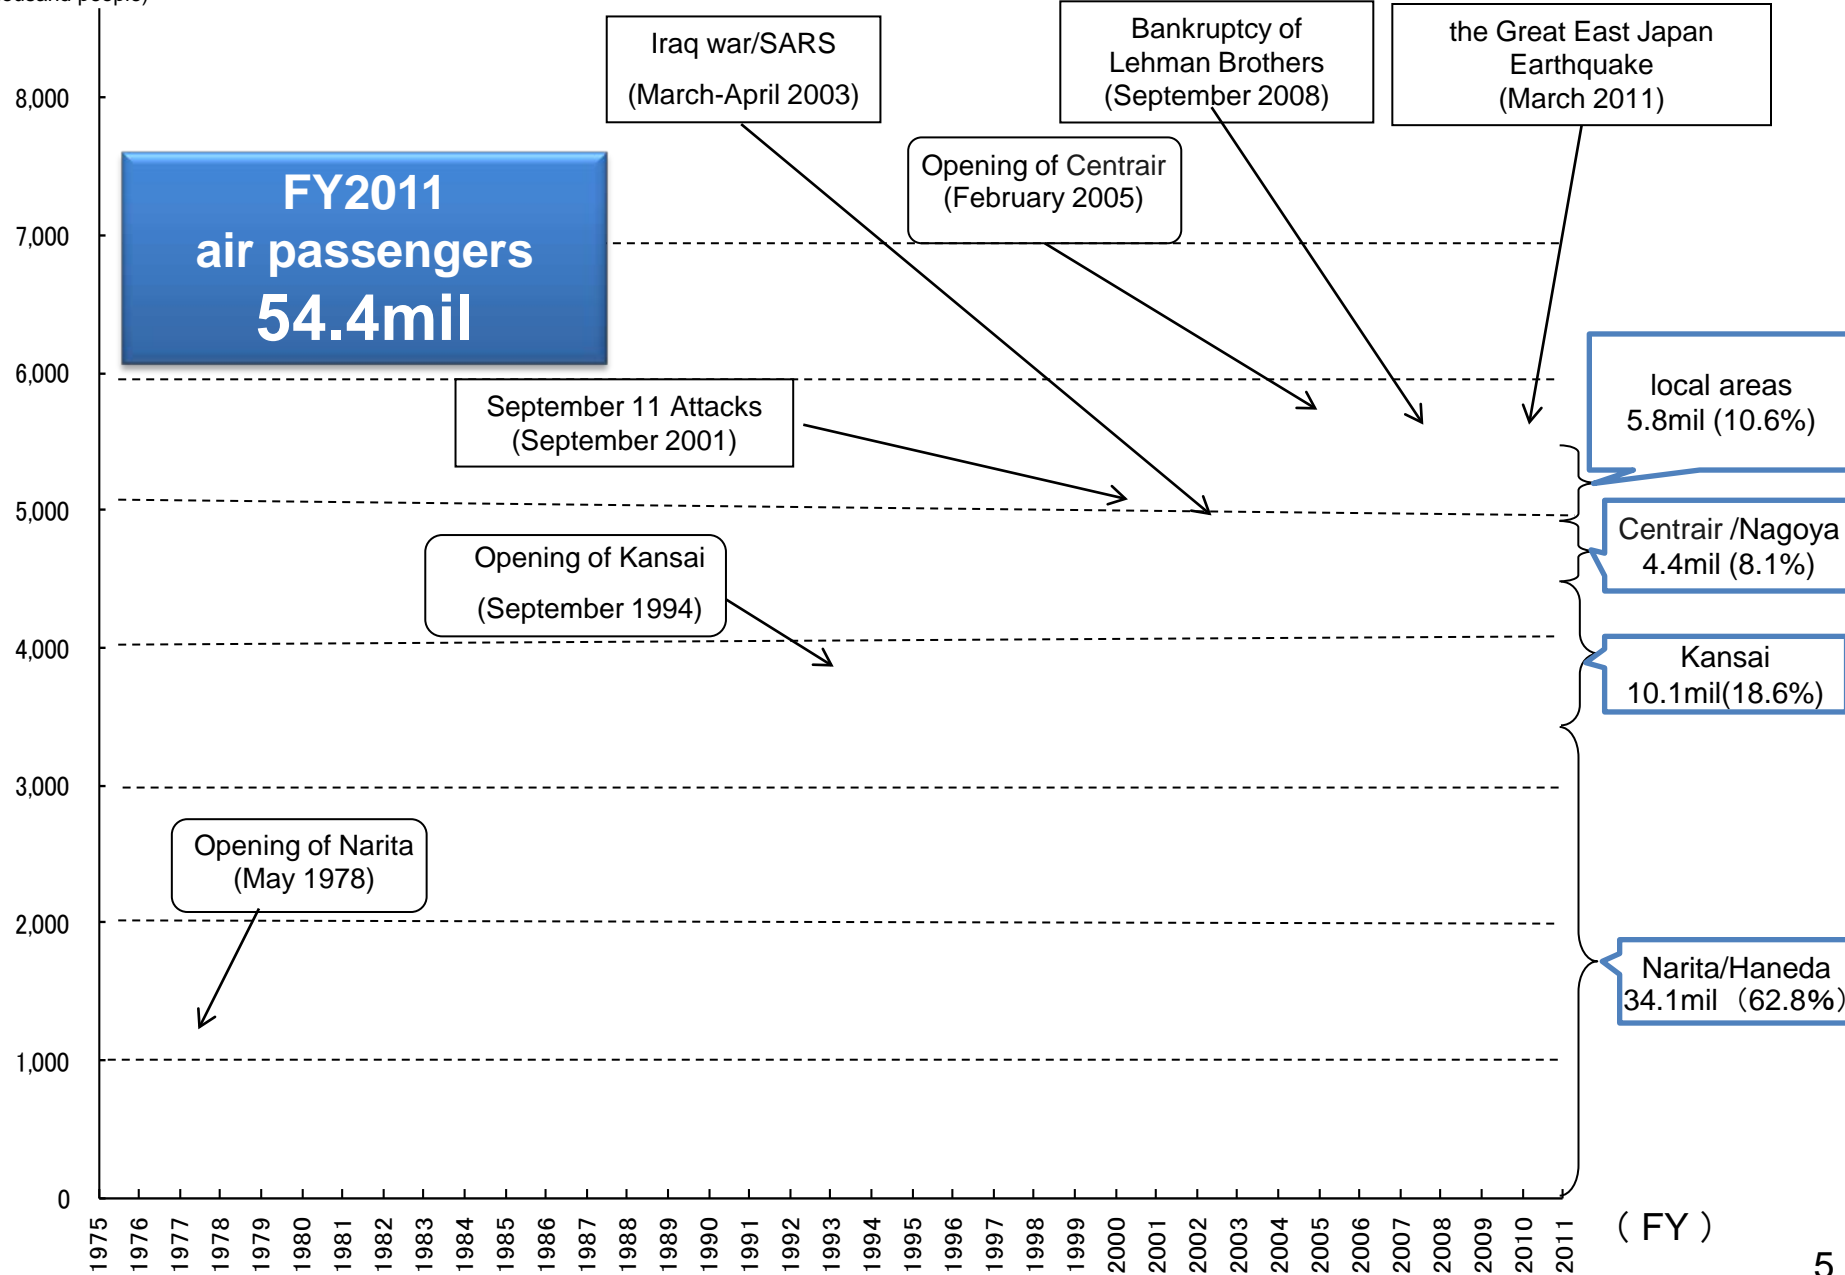 people)
Iraq war/SARS
(March-April 2003)
Bankruptcy of
Lehman Brothers
(September 2008)
the Great East Japan
Earthquake
(March 2011)
Opening of Centrair
(February 2005)
FY2011
air passengers
54.4mil
September 11 Attacks
(September 2001)
Opening of Kansai
(September 1994)
Opening of Narita
(May 1978)
local areas
5.8mil (10.6%)
Centrair /Nagoya
4.4mil (8.1%)
Kansai
10.1mil(18.6%)
Narita/Haneda
34.1mil（62.8%）
8,000
7,000
6,000
5,000
4,000
3,000
2,000
1,000
0
1975
1976
1977
1978
1979
1980
1981
1982
1983
1984
1985
1986
1987
1988
1989
1990
1991
1992
1993
1994
1995
1996
1997
1998
1999
2000
2001
2002
2003
2004
2005
2006
2007
2008
2009
2010
2011
（ FY ）
5